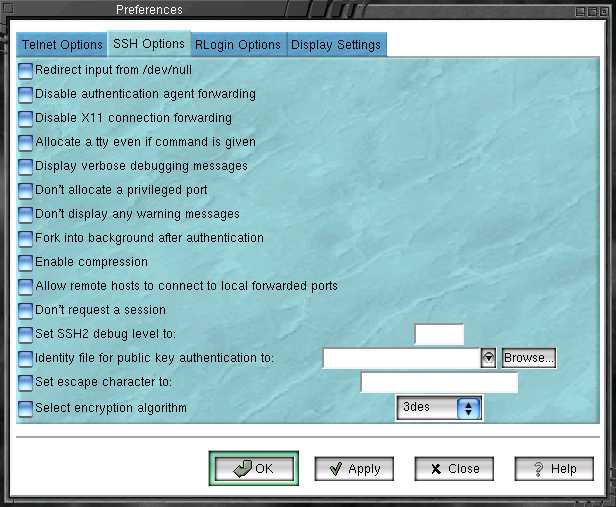 Preferences
Telnet Options SSH Options RLogin Options Display Settings
Redirect input from /dev/null
Disable authentication agent forwarding
Disable X11 connection forwarding
Allocate a tty even if command is given
Display verbose debugging messages
Don't allocate a privileged port
Don't display any warning messages
Fork into background after authentication
Enable compression
Allow remote hosts to connect to local forwarded ports
Don't request a session
Set SSH2 debug level to:
Identity file for public key authentication to: Browse...
Set escape character to:
Select encryption algorithm 3des
OK Apply Close Help